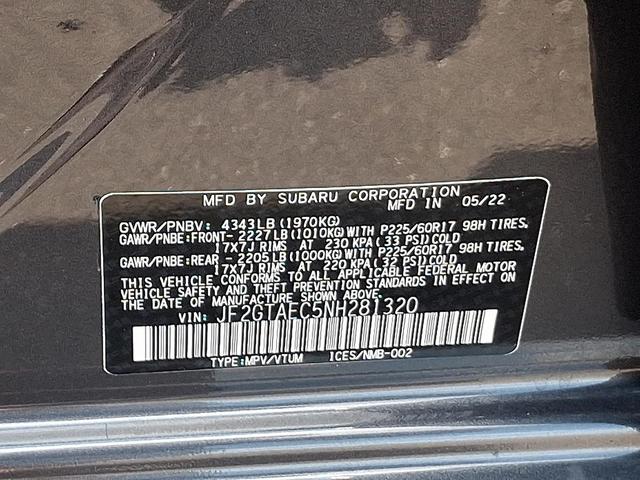 MFD BY SUBARU CORPORATION
MFD IN 05/22
GVWR/PNBV: 4343LB(1970KG)
GAWR/PNBE:FRONT-2227LB(1010KG)WITH P225/60R17 98H TIRES.
17X7J RIMS AT 230 KPA(33 PSI)COLD
GAWR/PNBE:REAR -2205LB(1000KG)WITH P225/60R17 98H TIRES.
17X7J RIMS AT 220 KPA(32 PSI)COLD
THIS VEHICLE CONFORMS TO ALL APPLICABLE FEDERAL MOTOR
VEHICLE SAFETY AND THEFT PREVENTION STANDARDS IN EFFECT ON
THE DATE OF MANUFACTURE SHOWN ABOVE.
VIN: JF2GTAEC5NH281320
TYPE:MPV/VTUM ICES/NMB-002